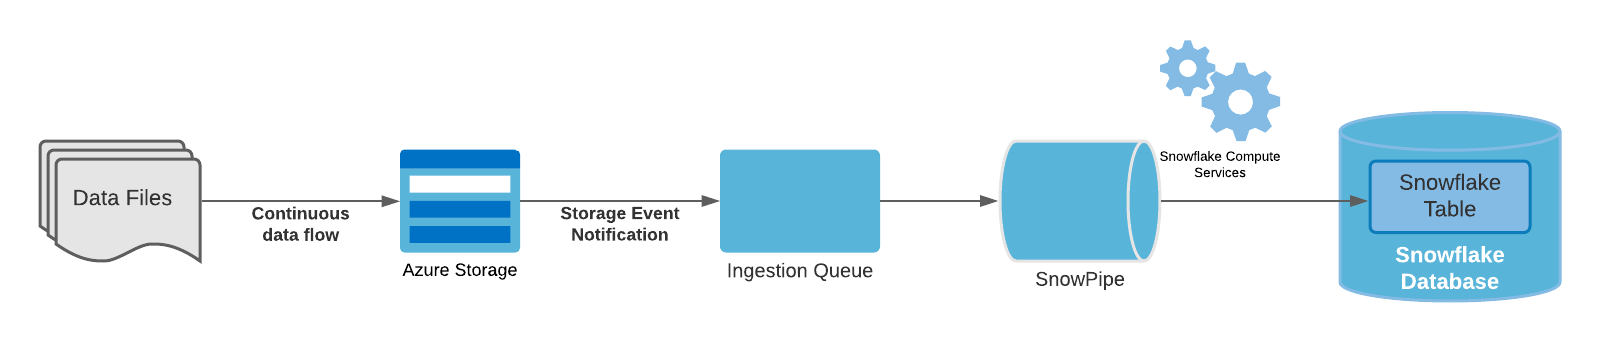 Data Files
Continuous
data flow
Azure Storage
Storage Event
Notification
Ingestion Queue
SnowPipe
Snowflake Compute
Services
Snowflake
Table
Snowflake
Database